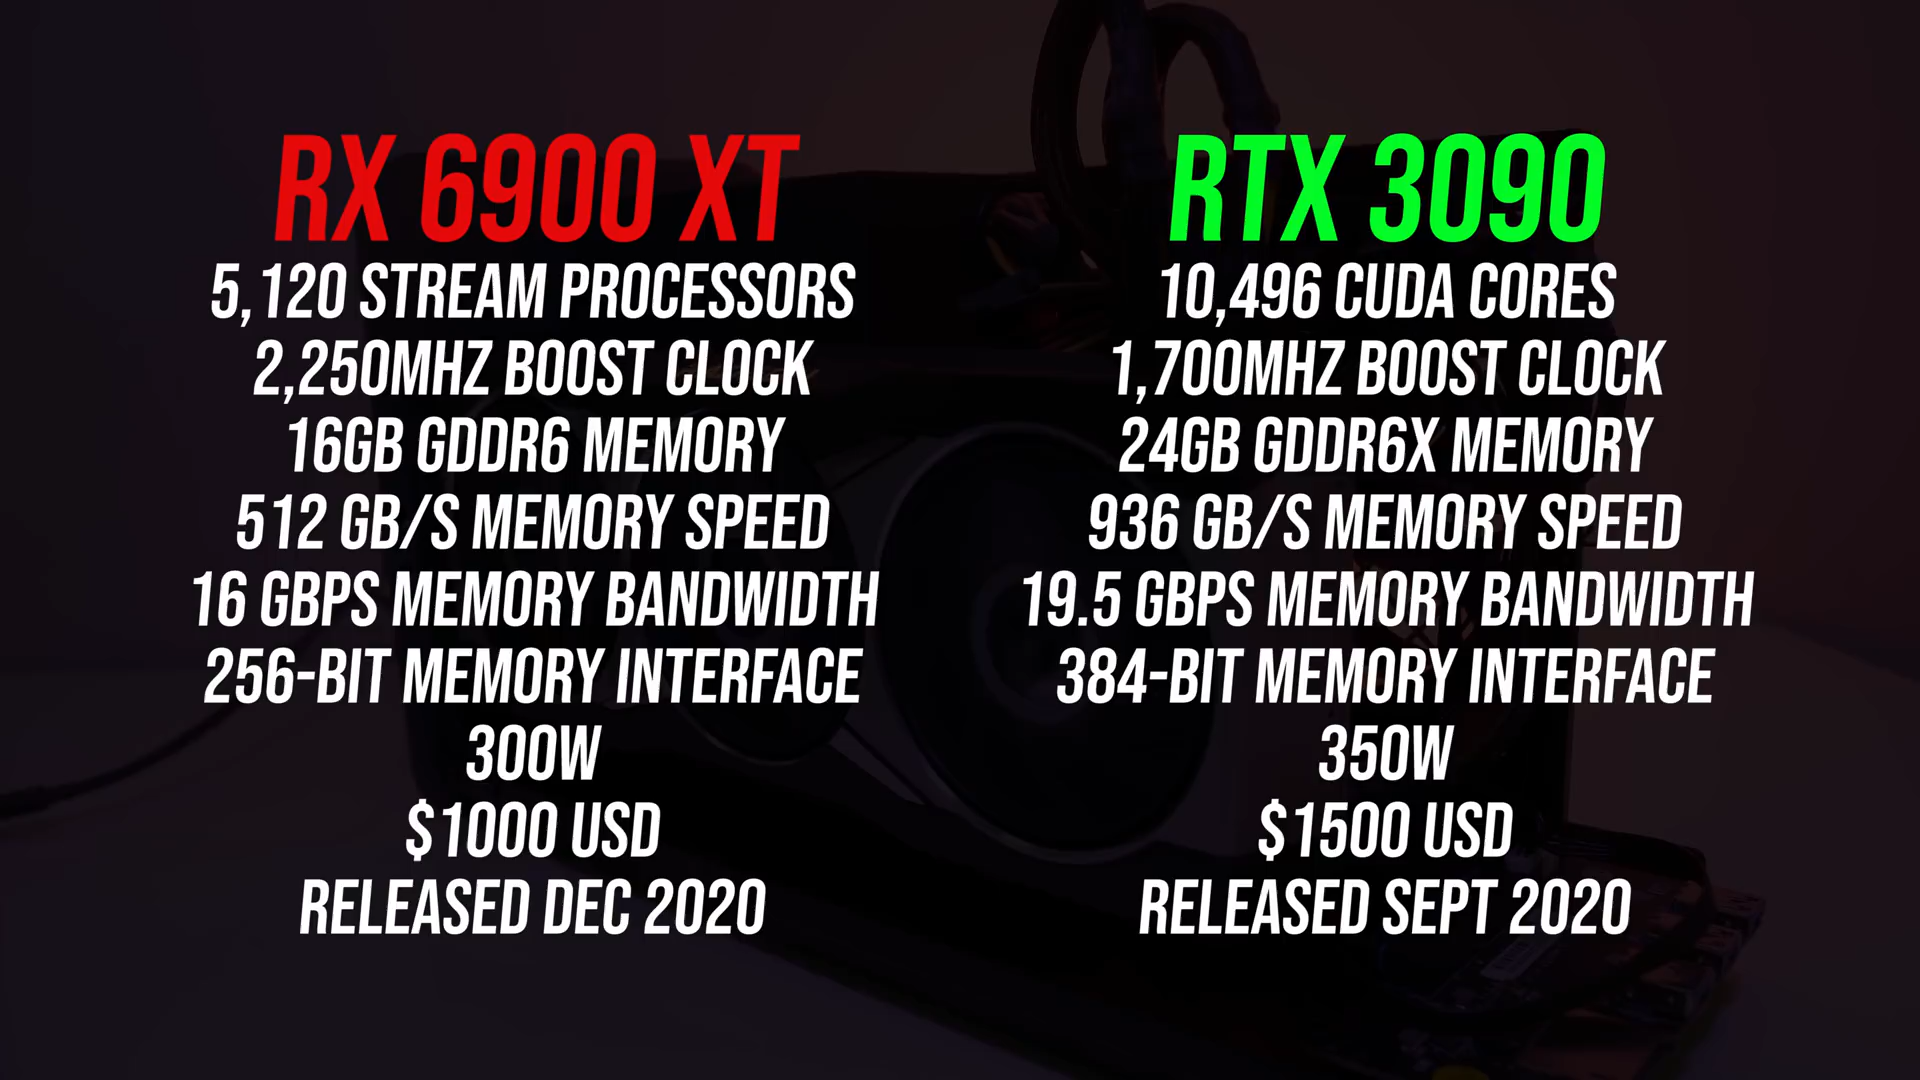 RX 6900 XT
5,120 STREAM PROCESSORS
2,250MHZ BOOST CLOCK
16GB GDDR6 MEMORY
512 GB/S MEMORY SPEED
16 GBPS MEMORY BANDWIDTH
256-BIT MEMORY INTERFACE
300W
$1000 USD
RELEASED DEC 2020
RTX 3090
10,496 CUDA CORES
1,700MHZ BOOST CLOCK
24GB GDDR6X MEMORY
936 GB/S MEMORY SPEED
19.5 GBPS MEMORY BANDWIDTH
384-BIT MEMORY INTERFACE
350W
$1500 USD
RELEASED SEPT 2020